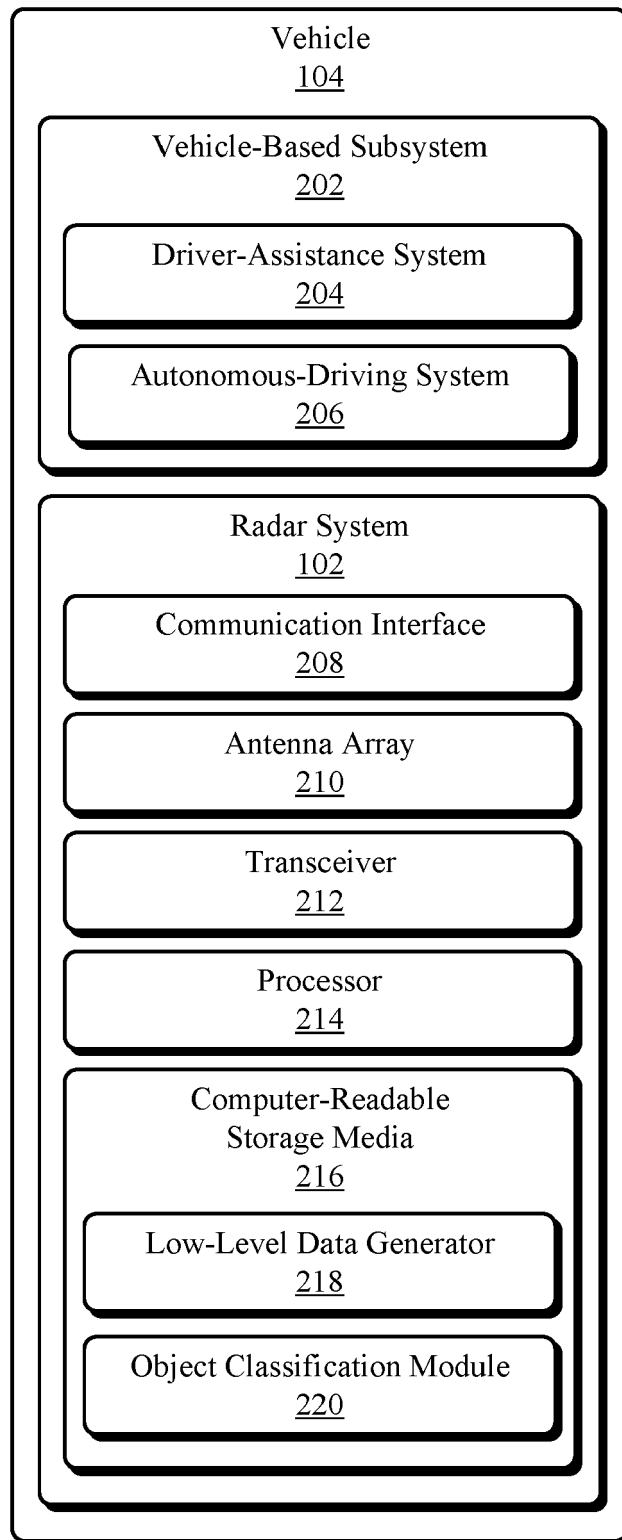 Vehicle
104
Vehicle-Based Subsystem
202
Driver-Assistance System
204
Autonomous-Driving System
206
Radar System
102
Communication Interface
208
Antenna Array
210
Transceiver
212
Processor
214
Computer-Readable
Storage Media
216
Low-Level Data Generator
218
Object Classification Module
220